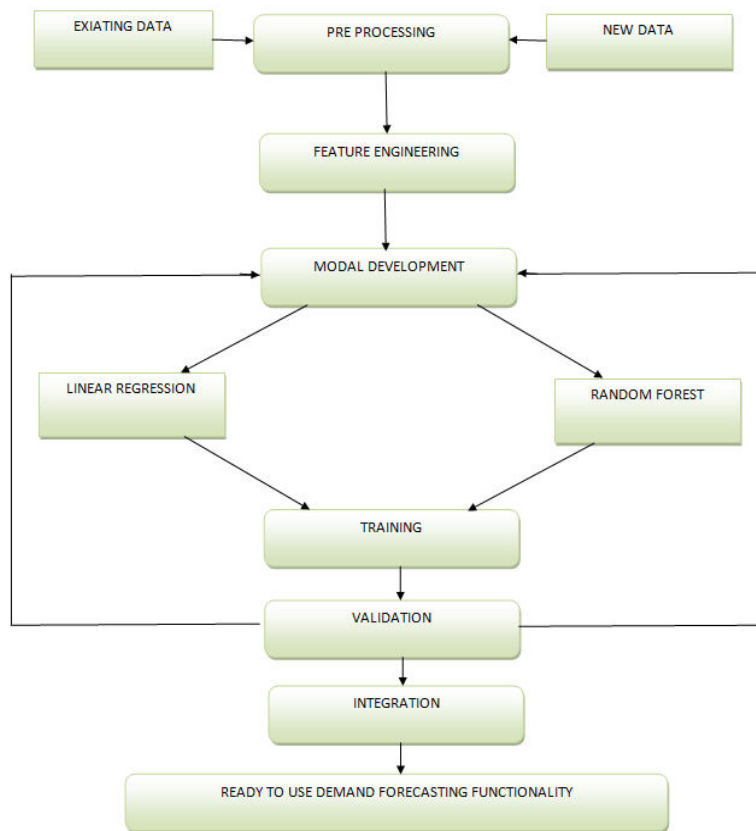 EXIATING DATA
PRE PROCESSING
NEW DATA
FEATURE ENGINEERING
MODAL DEVELOPMENT
LINEAR REGRESSION
RANDOM FOREST
TRAINING
VALIDATION
INTEGRATION
READY TO USE DEMAND FORECASTING FUNCTIONALITY